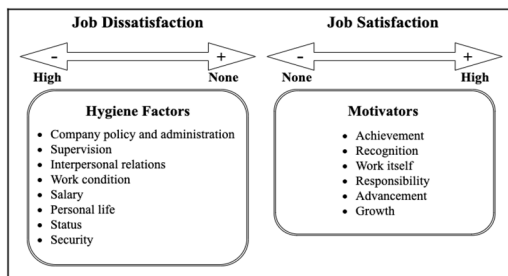 Job Dissatisfaction
Job Satisfaction
- +
- +
High None
None High
Hygiene Factors
• Company policy and administration
• Supervision
• Interpersonal relations
• Work condition
• Salary
• Personal life
• Status
• Security
Motivators
• Achievement
• Recognition
• Work itself
• Responsibility
• Advancement
• Growth